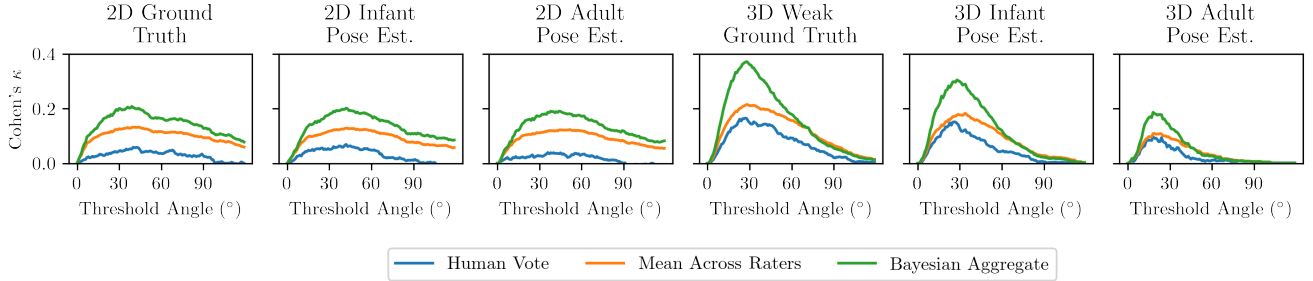 2D Ground
Truth
2D Infant
Pose Est.
2D Adult
Pose Est.
3D Weak
Ground Truth
3D Infant
Pose Est.
3D Adult
Pose Est.
Cohen's κ
0.4
0.2
0.0
0 30 60 90
0 30 60 90
0 30 60 90
0 30 60 90
0 30 60 90
0 30 60 90
Threshold Angle (°)
Threshold Angle (°)
Threshold Angle (°)
Threshold Angle (°)
Threshold Angle (°)
Threshold Angle (°)
Human Vote
Mean Across Raters
Bayesian Aggregate